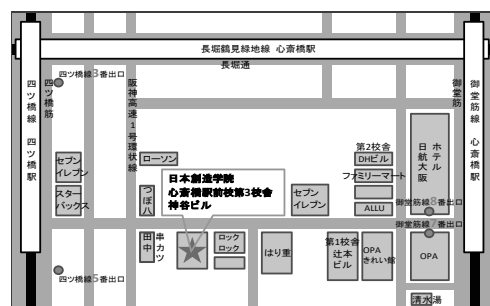 長堀鶴見緑地線 心斎橋駅
長堀通
四ツ橋線 四ツ橋駅
四ツ橋筋
四ツ橋線3番出口
阪神高速1号環状線
御堂筋
御堂筋線 心斎橋駅
セブン
イレブン
スター
バックス
ローソン
つぼ八
日本創造学院
心斎橋駅前校第3校舎
神谷ビル
セブン
イレブン
第2校舎
DHビル
ファミリーマート
ALLU
ホテル
日航
大阪
御堂筋線8番出口
御堂筋線7番出口
田中
串カツ
ロック
ロック
はり重
第1校舎
辻本
ビル
OPA
きれい館
OPA
四ツ橋線5番出口
清水湯